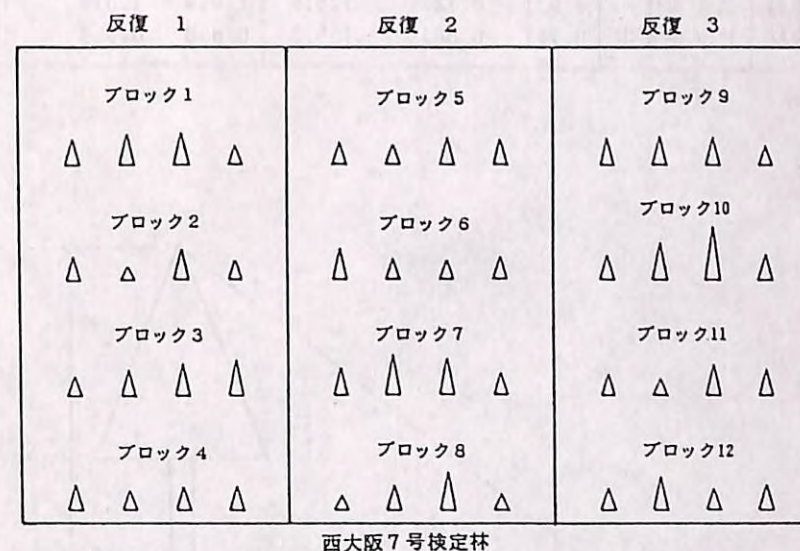 反復 1 反復 2 反復 3
ブロック1 ブロック5 ブロック9
ブロック2 ブロック6 ブロック10
ブロック3 ブロック7 ブロック11
ブロック4 ブロック8 ブロック12
西大阪7号検定林